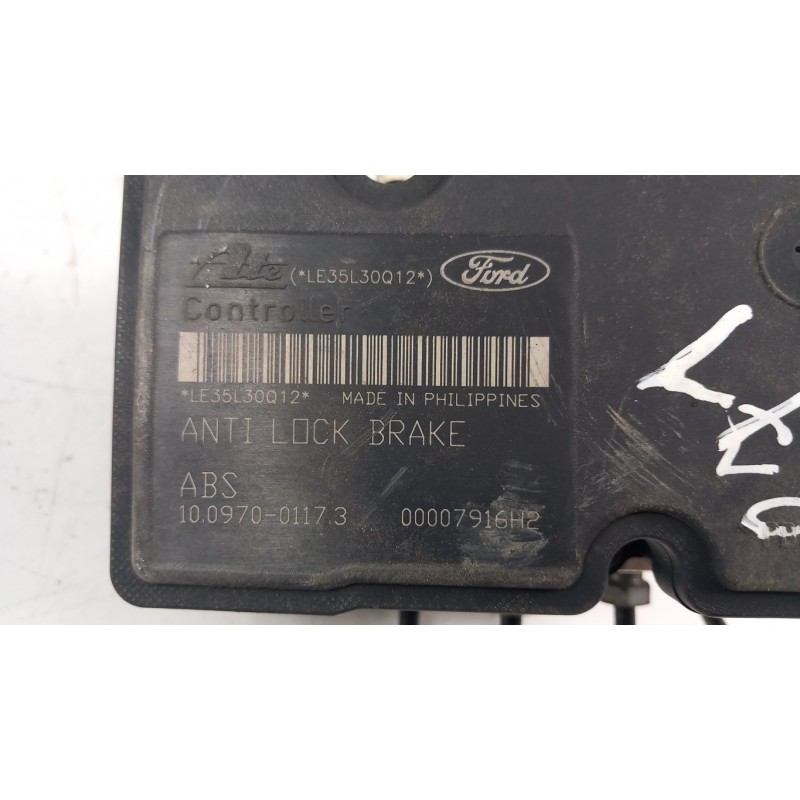 Ate (*LE35L30Q12*) Ford
Controller
*LE35L30Q12* MADE IN PHILIPPINES
ANTI LOCK BRAKE
ABS
10.0970-0117.3 00007916H2